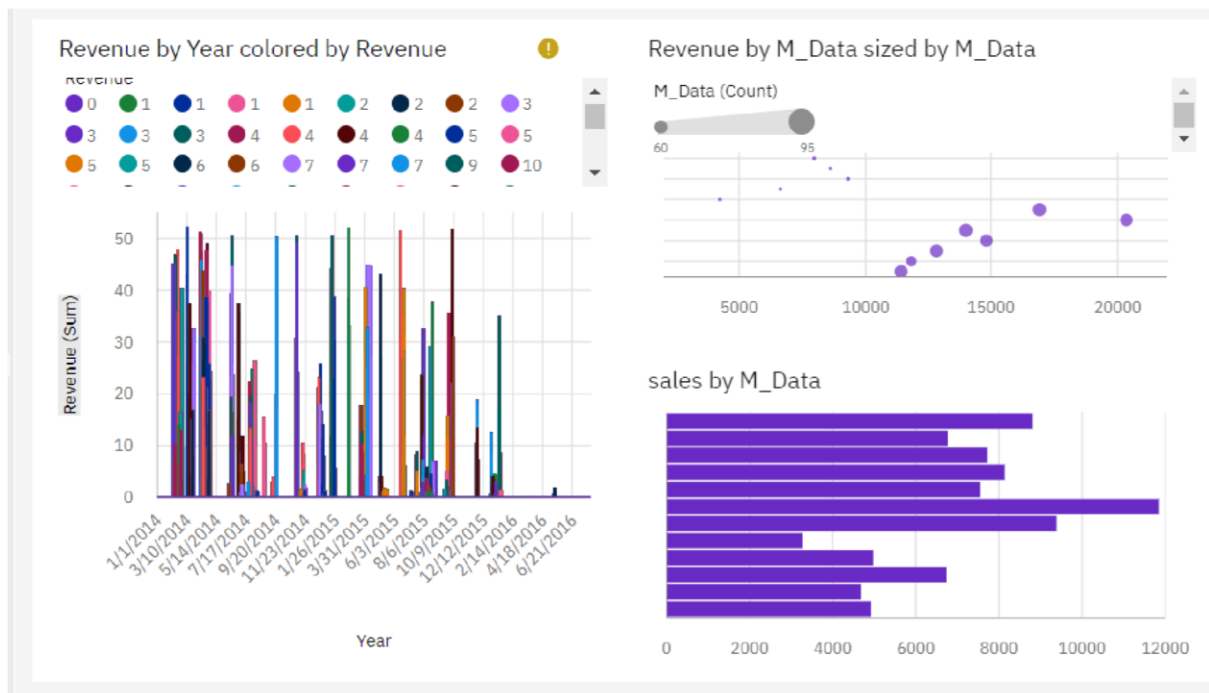 Revenue by Year colored by Revenue
!
Revenue
0 1 1 1 1 2 2 2 3
3 3 3 4 4 4 4 5 5
5 5 6 6 7 7 7 9 10
50
40
30
20
10
0
Revenue (Sum)
1/1/2014
3/10/2014
5/14/2014
7/17/2014
9/20/2014
11/23/2014
1/26/2015
3/31/2015
6/3/2015
8/6/2015
10/9/2015
12/12/2015
2/14/2016
4/18/2016
6/21/2016
Year
Revenue by M_Data sized by M_Data
M_Data (Count)
60 95
5000 10000 15000 20000
sales by M_Data
0 2000 4000 6000 8000 10000 12000